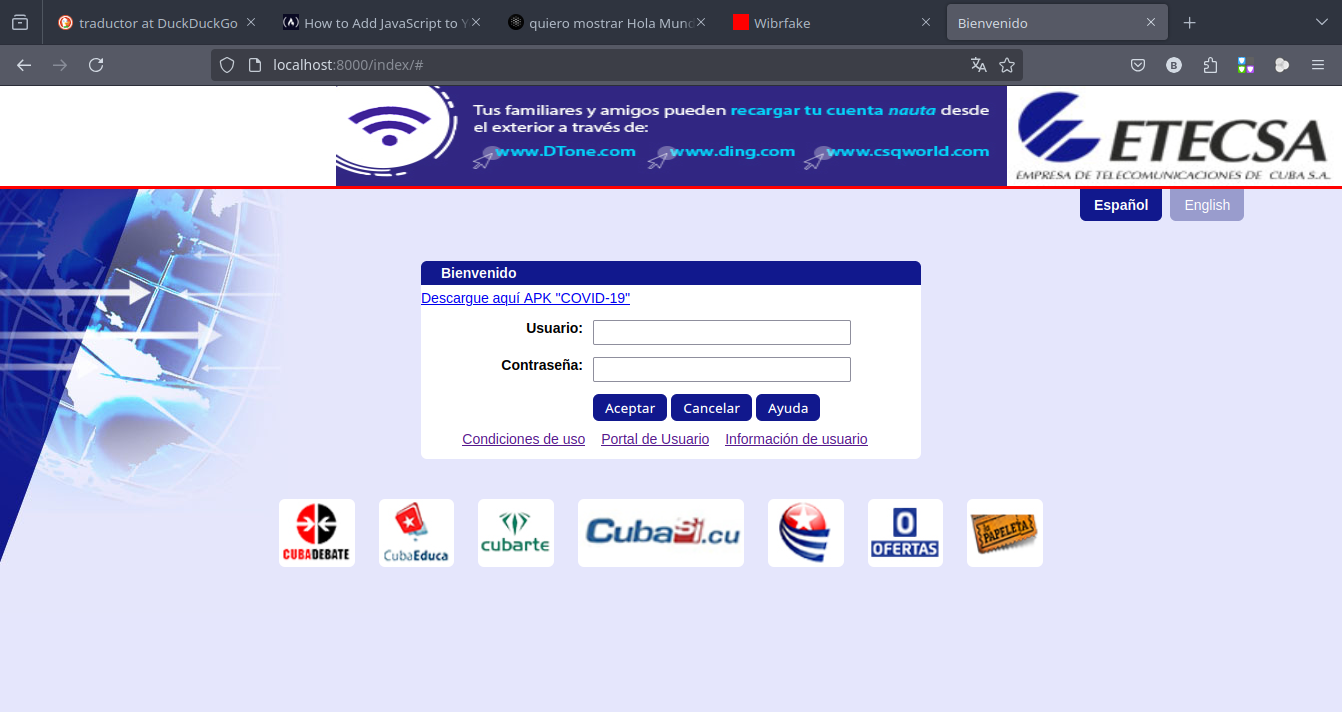 traductor at DuckDuckGo
How to Add JavaScript to Y
quiero mostrar Hola Mund
Wibrfake
Bienvenido
localhost:8000/index/#
B
Tus familiares y amigos pueden recargar tu cuenta nauta desde
el exterior a través de:
www.DTone.com www.ding.com www.csqworld.com
ETECSA
EMPRESA DE TELECOMUNICACIONES DE CUBA S.A.
Español English
Bienvenido
Descargue aquí APK "COVID-19"
Usuario:
Contraseña:
Aceptar Cancelar Ayuda
Condiciones de uso Portal de Usuario Información de usuario
CUBADEBATE
CubaEduca
cubarte
CubaSí.cu
OFERTAS
la PAPELETA